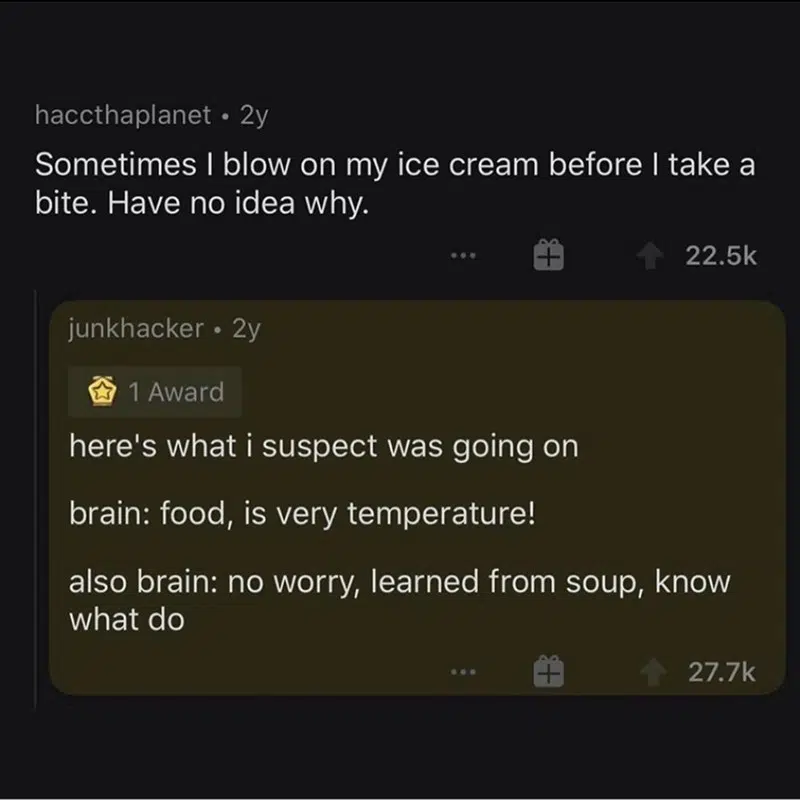 haccthaplanet • 2y
Sometimes I blow on my ice cream before I take a
bite. Have no idea why.
22.5k
junkhacker • 2y
1 Award
here's what i suspect was going on
brain: food, is very temperature!
also brain: no worry, learned from soup, know
what do
27.7k